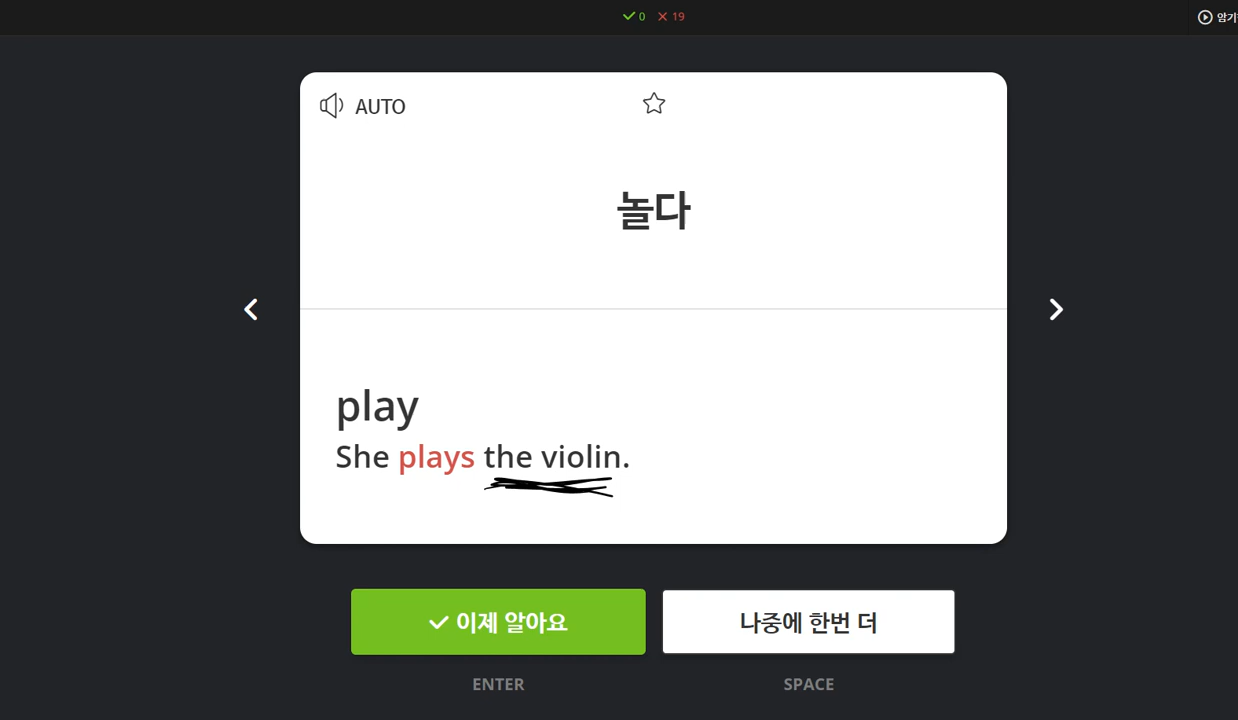 0 19
암기
AUTO
놀다
play
She plays the violin.
이제 알아요
나중에 한번 더
ENTER
SPACE